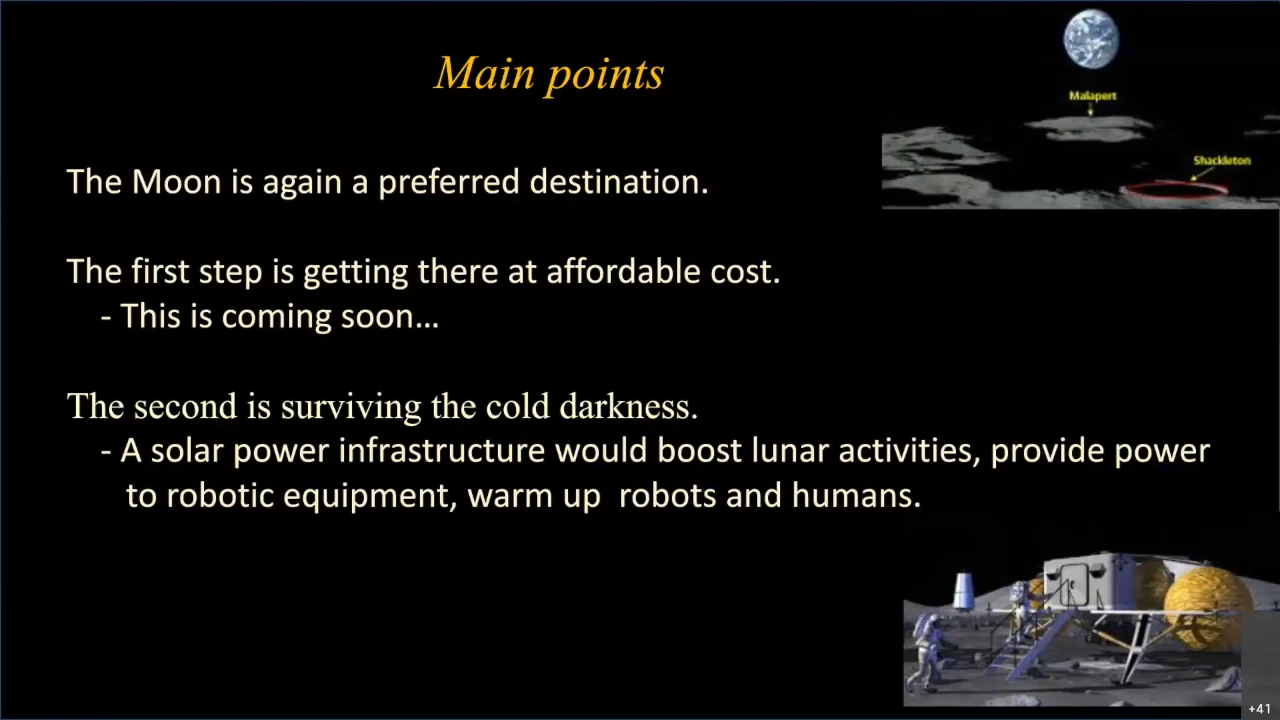 Main points
Malapert
Shackleton
The Moon is again a preferred destination.
The first step is getting there at affordable cost.
- This is coming soon…
The second is surviving the cold darkness.
- A solar power infrastructure would boost lunar activities, provide power
to robotic equipment, warm up  robots and humans.
+41